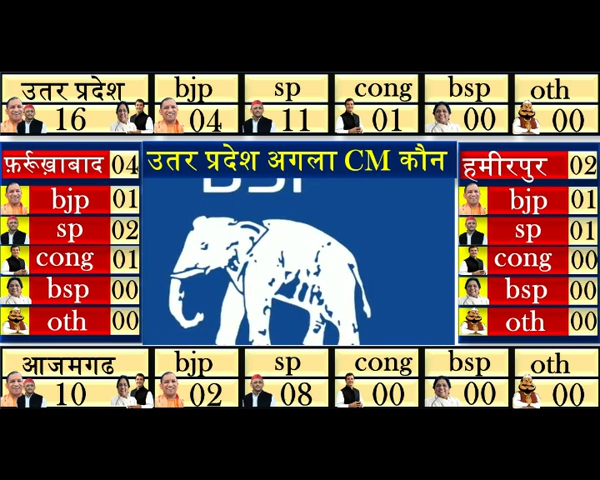 उतर प्रदेश bjp sp cong bsp oth
16 04 11 01 00 00
उतर प्रदेश अगला CM कौन
फ़र्रूख़ाबाद 04
bjp 01
sp 02
cong 01
bsp 00
oth 00
हमीरपुर 02
bjp 01
sp 01
cong 00
bsp 00
oth 00
आजमगढ bjp sp cong bsp oth
10 02 08 00 00 00